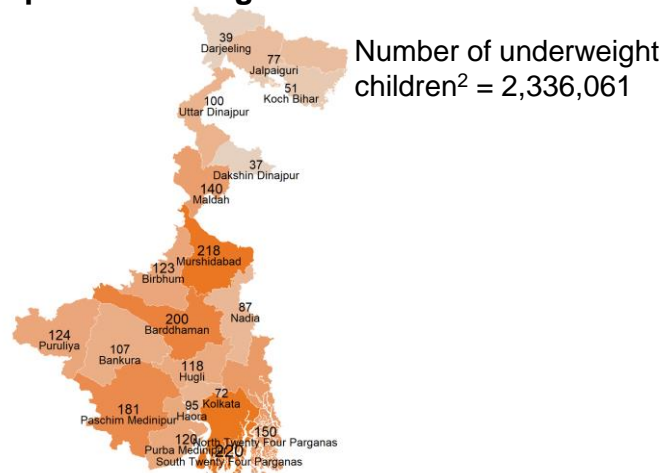 Number of underweight
children² = 2,336,061
39
Darjeeling
77
Jalpaiguri
51
Koch Bihar
100
Uttar Dinajpur
37
Dakshin Dinajpur
140
Maldah
218
Murshidabad
123
Birbhum
87
Nadia
200
Barddhaman
124
Puruliya
107
Bankura
118
Hugli
72
Kolkata
95
Haora
181
Paschim Medinipur
150
North Twenty Four Parganas
120
Purba Medinipur
220
South Twenty Four Parganas